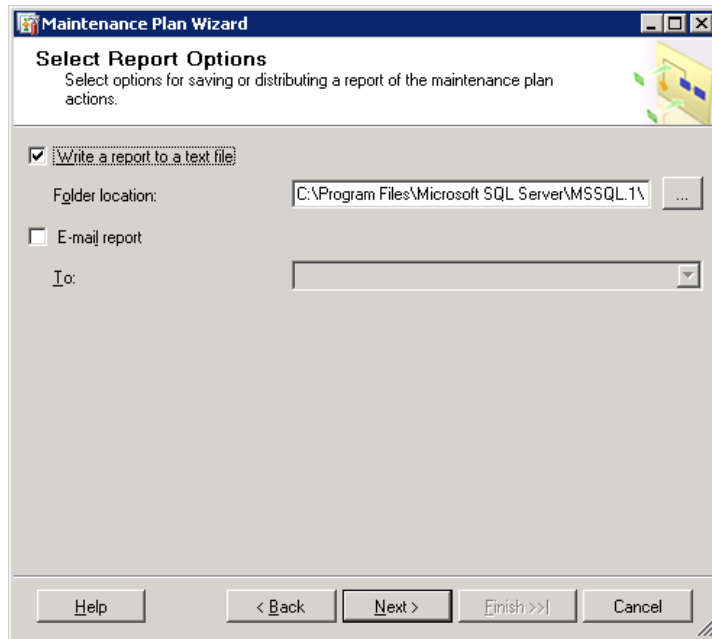 Maintenance Plan Wizard
Select Report Options
Select options for saving or distributing a report of the maintenance plan
actions.
Write a report to a text file
Folder location:
C:\Program Files\Microsoft SQL Server\MSSQL.1\
...
E-mail report
To:
Help
< Back
Next >
Finish >>|
Cancel